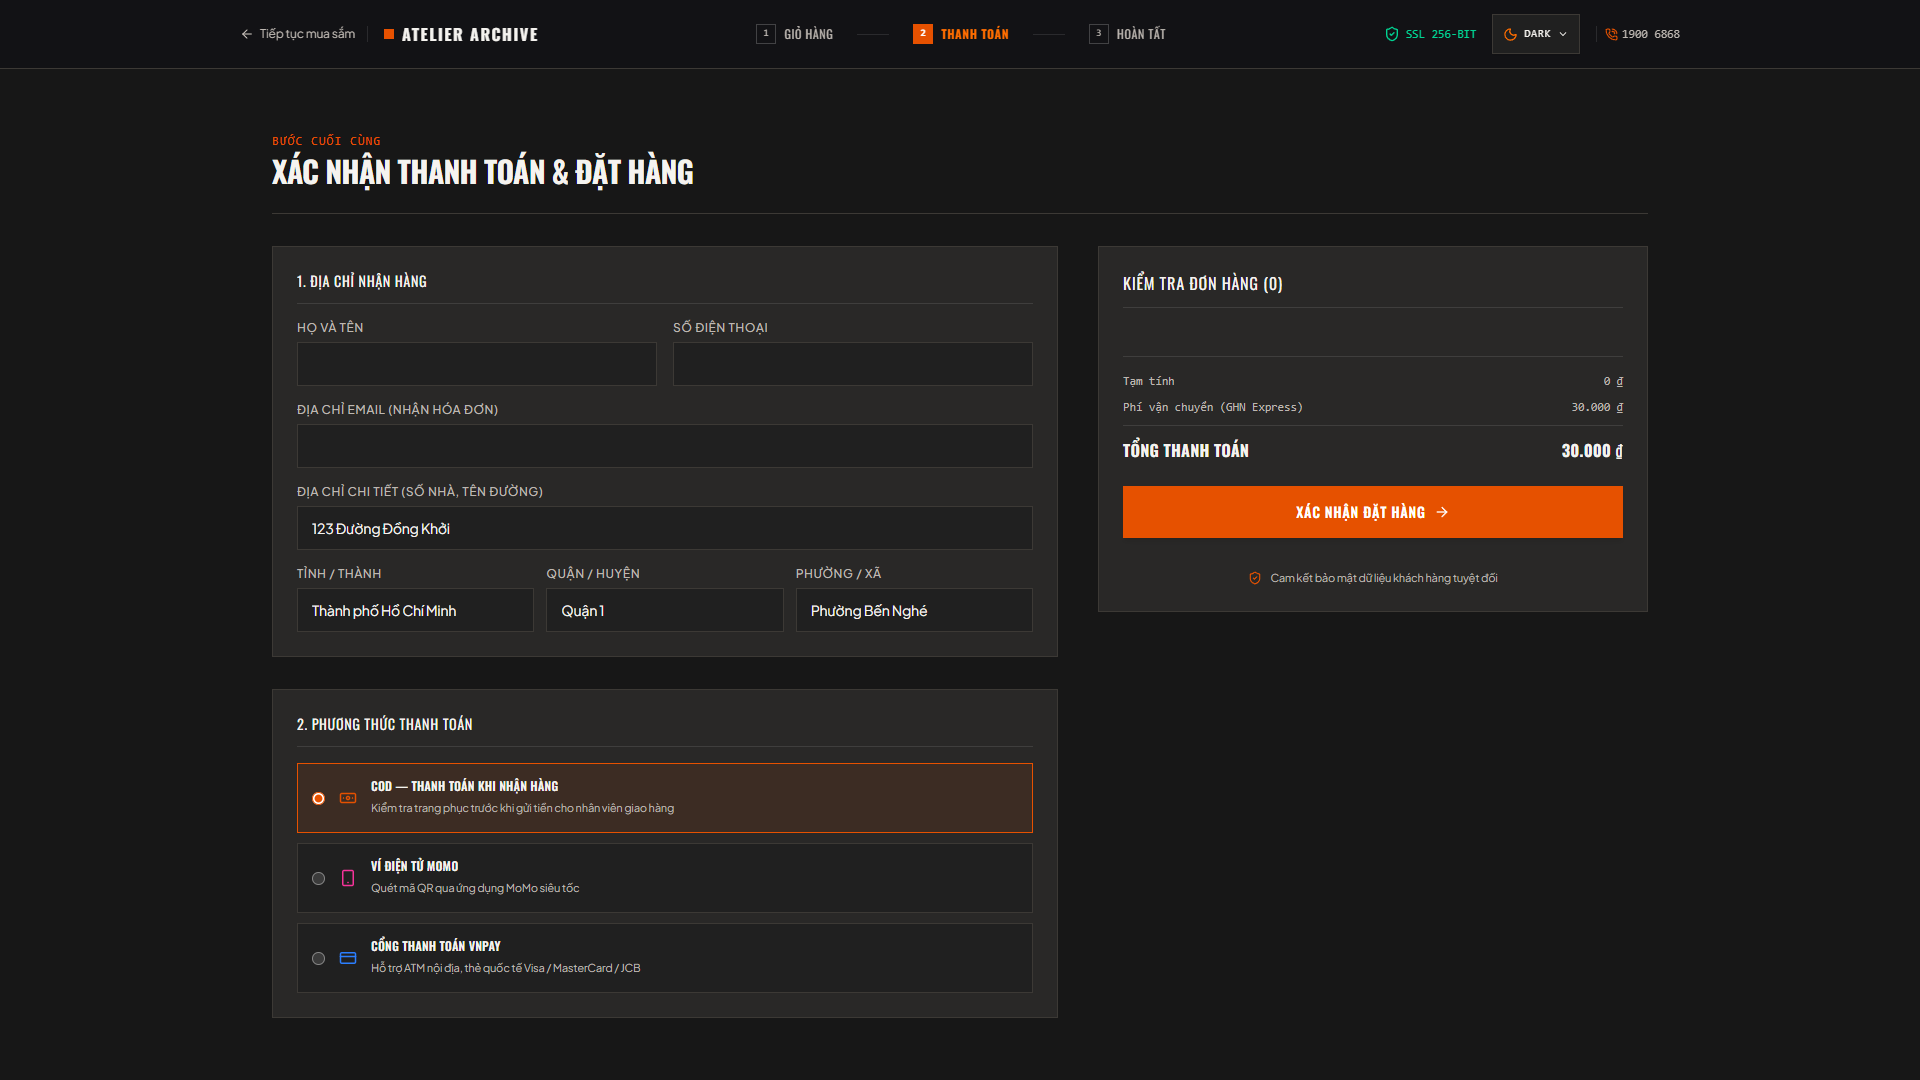 Tiếp tục mua sắm
ATELIER ARCHIVE
1 GIỎ HÀNG
2 THANH TOÁN
3 HOÀN TẤT
SSL 256-BIT
DARK
1900 6868
BƯỚC CUỐI CÙNG
XÁC NHẬN THANH TOÁN & ĐẶT HÀNG
1. ĐỊA CHỈ NHẬN HÀNG
HỌ VÀ TÊN
SỐ ĐIỆN THOẠI
ĐỊA CHỈ EMAIL (NHẬN HÓA ĐƠN)
ĐỊA CHỈ CHI TIẾT (SỐ NHÀ, TÊN ĐƯỜNG)
123 Đường Đồng Khởi
TỈNH / THÀNH
QUẬN / HUYỆN
PHƯỜNG / XÃ
Thành phố Hồ Chí Minh
Quận 1
Phường Bến Nghé
2. PHƯƠNG THỨC THANH TOÁN
COD — THANH TOÁN KHI NHẬN HÀNG
Kiểm tra trang phục trước khi gửi tiền cho nhân viên giao hàng
VÍ ĐIỆN TỬ MOMO
Quét mã QR qua ứng dụng MoMo siêu tốc
CỔNG THANH TOÁN VNPAY
Hỗ trợ ATM nội địa, thẻ quốc tế Visa / MasterCard / JCB
KIỂM TRA ĐƠN HÀNG (0)
Tạm tính 0 ₫
Phí vận chuyển (GHN Express) 30.000 ₫
TỔNG THANH TOÁN 30.000 ₫
XÁC NHẬN ĐẶT HÀNG
Cam kết bảo mật dữ liệu khách hàng tuyệt đối